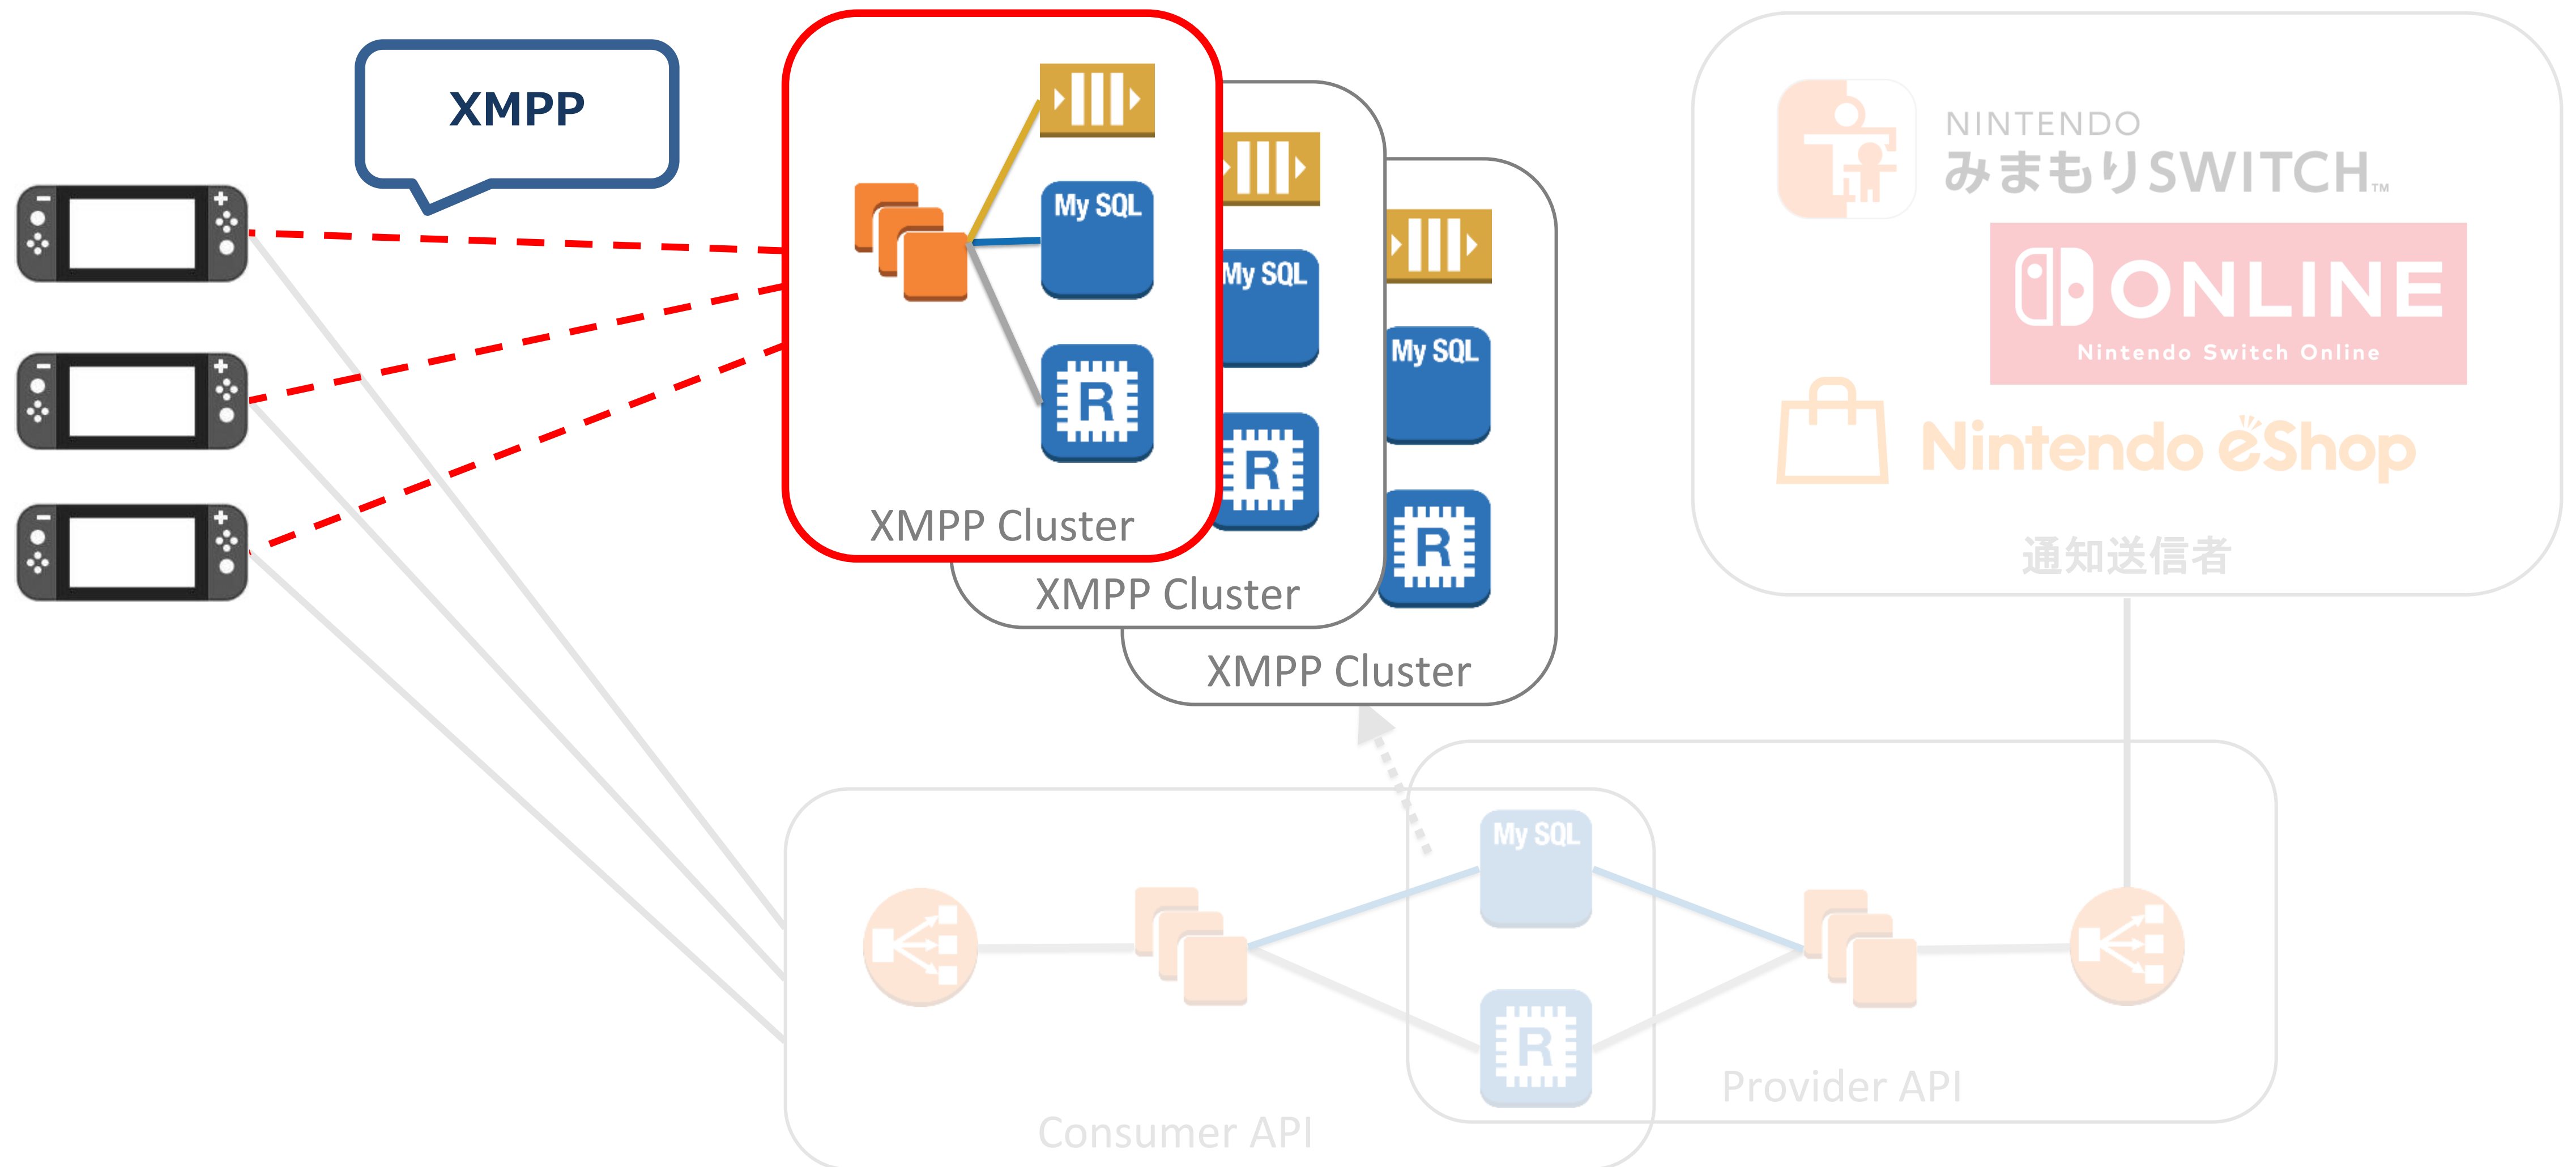 XMPP
My SQL
R
XMPP Cluster
My SQL
R
XMPP Cluster
My SQL
R
XMPP Cluster
NINTENDO
みまもりSWITCH™
ONLINE
Nintendo Switch Online
Nintendo eShop
通知送信者
My SQL
R
Consumer API
Provider API